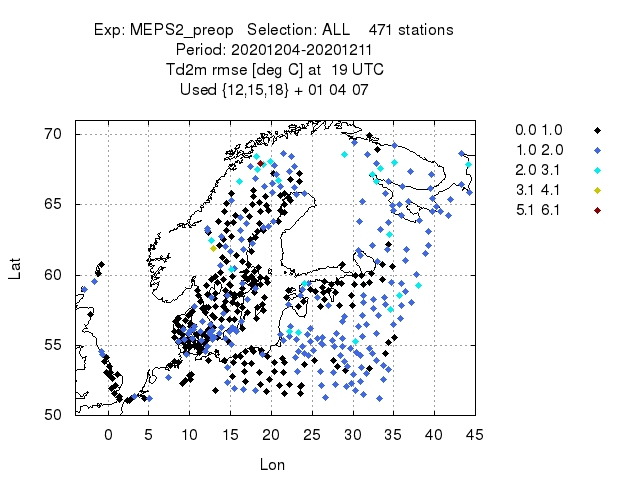 Exp: MEPS2_preop Selection: ALL 471 stations
Period: 20201204-20201211
Td2m rmse [deg C] at 19 UTC
Used {12,15,18} + 01 04 07
70
65
60
55
50
0 5 10 15 20 25 30 35 40 45
Lat
Lon
0.0 1.0
1.0 2.0
2.0 3.1
3.1 4.1
5.1 6.1